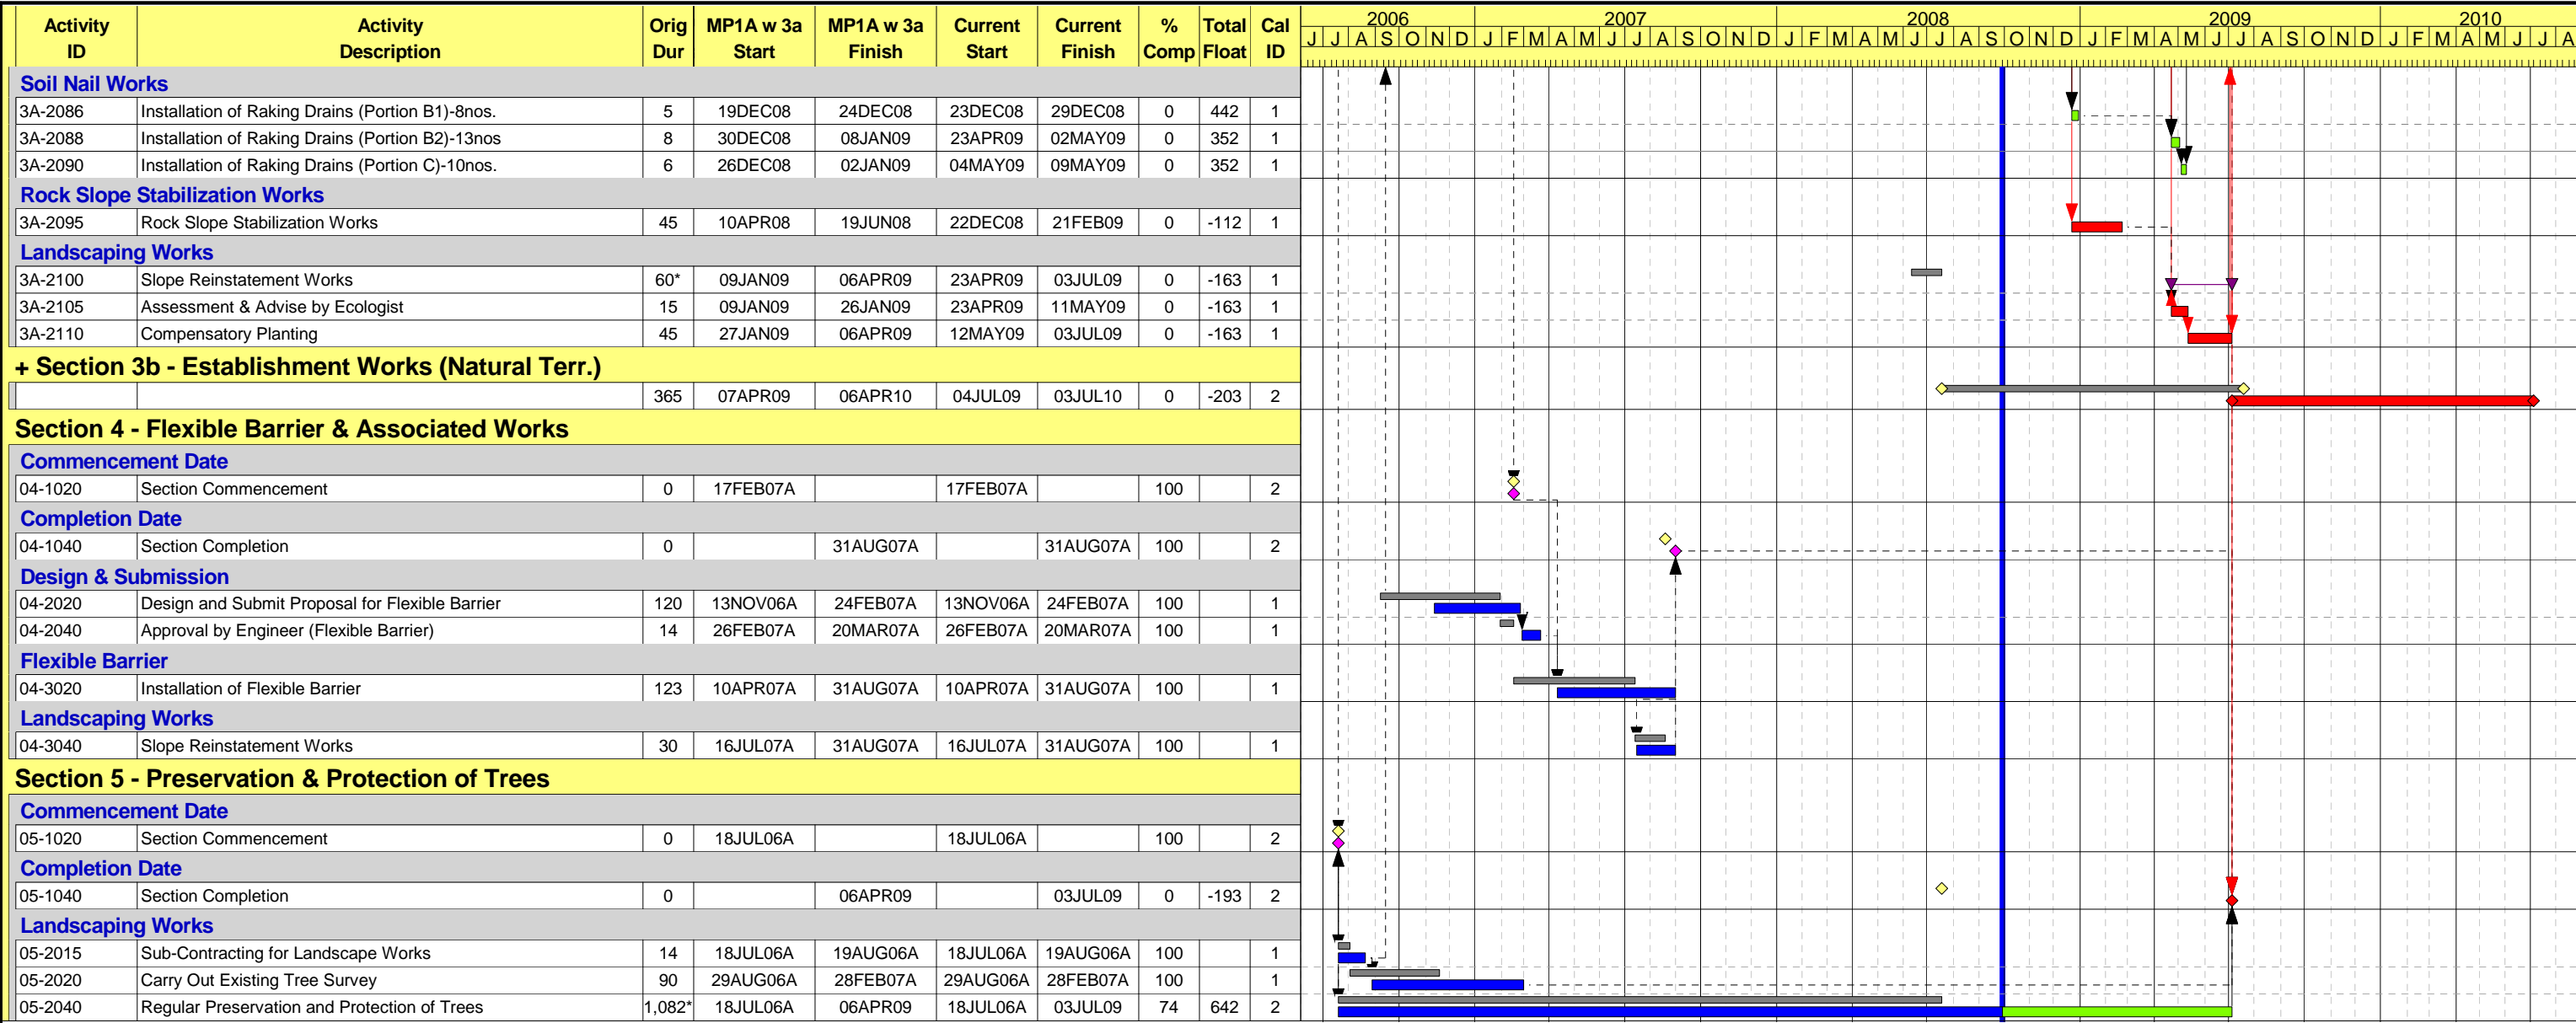 Activity ID Activity Description Orig Dur MP1A w 3a Start MP1A w 3a Finish Current Start Current Finish % Comp Total Float Cal ID
2006 2007 2008 2009 2010
J J A S O N D J F M A M J J A S O N D J F M A M J J A S O N D J F M A M J J A S O N D J F M A M J J A
Soil Nail Works
3A-2086 Installation of Raking Drains (Portion B1)-8nos. 5 19DEC08 24DEC08 23DEC08 29DEC08 0 442 1
3A-2088 Installation of Raking Drains (Portion B2)-13nos 8 30DEC08 08JAN09 23APR09 02MAY09 0 352 1
3A-2090 Installation of Raking Drains (Portion C)-10nos. 6 26DEC08 02JAN09 04MAY09 09MAY09 0 352 1
Rock Slope Stabilization Works
3A-2095 Rock Slope Stabilization Works 45 10APR08 19JUN08 22DEC08 21FEB09 0 -112 1
Landscaping Works
3A-2100 Slope Reinstatement Works 60* 09JAN09 06APR09 23APR09 03JUL09 0 -163 1
3A-2105 Assessment & Advise by Ecologist 15 09JAN09 26JAN09 23APR09 11MAY09 0 -163 1
3A-2110 Compensatory Planting 45 27JAN09 06APR09 12MAY09 03JUL09 0 -163 1
+ Section 3b - Establishment Works (Natural Terr.)
365 07APR09 06APR10 04JUL09 03JUL10 0 -203 2
Section 4 - Flexible Barrier & Associated Works
Commencement Date
04-1020 Section Commencement 0 17FEB07A 17FEB07A 100 2
Completion Date
04-1040 Section Completion 0 31AUG07A 31AUG07A 100 2
Design & Submission
04-2020 Design and Submit Proposal for Flexible Barrier 120 13NOV06A 24FEB07A 13NOV06A 24FEB07A 100 1
04-2040 Approval by Engineer (Flexible Barrier) 14 26FEB07A 20MAR07A 26FEB07A 20MAR07A 100 1
Flexible Barrier
04-3020 Installation of Flexible Barrier 123 10APR07A 31AUG07A 10APR07A 31AUG07A 100 1
Landscaping Works
04-3040 Slope Reinstatement Works 30 16JUL07A 31AUG07A 16JUL07A 31AUG07A 100 1
Section 5 - Preservation & Protection of Trees
Commencement Date
05-1020 Section Commencement 0 18JUL06A 18JUL06A 100 2
Completion Date
05-1040 Section Completion 0 06APR09 03JUL09 0 -193 2
Landscaping Works
05-2015 Sub-Contracting for Landscape Works 14 18JUL06A 19AUG06A 18JUL06A 19AUG06A 100 1
05-2020 Carry Out Existing Tree Survey 90 29AUG06A 28FEB07A 29AUG06A 28FEB07A 100 1
05-2040 Regular Preservation and Protection of Trees 1,082* 18JUL06A 06APR09 18JUL06A 03JUL09 74 642 2